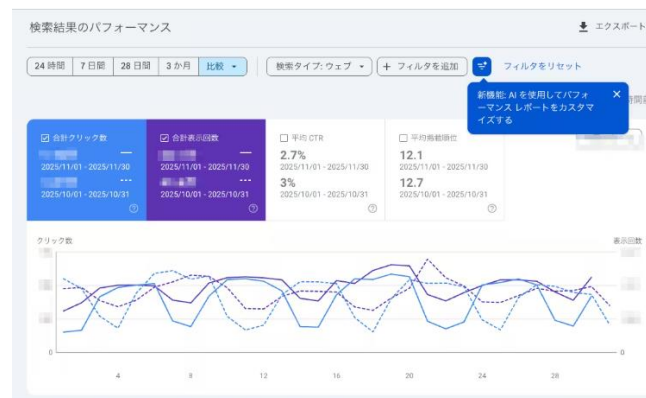 検索結果のパフォーマンス
エクスポート
24 時間 7 日間 28 日間 3 か月 比較
検索タイプ: ウェブ
+ フィルタを追加
フィルタをリセット
新機能: AI を使用してパフォ
ーマンス レポートをカスタマ
イズする
時間前
合計クリック数
2025/11/01 - 2025/11/30
2025/10/01 - 2025/10/31
合計表示回数
2025/11/01 - 2025/11/30
2025/10/01 - 2025/10/31
平均 CTR
2.7%
2025/11/01 - 2025/11/30
3%
2025/10/01 - 2025/10/31
平均掲載順位
12.1
2025/11/01 - 2025/11/30
12.7
2025/10/01 - 2025/10/31
クリック数
表示回数
0 0
4 8 12 16 20 24 28